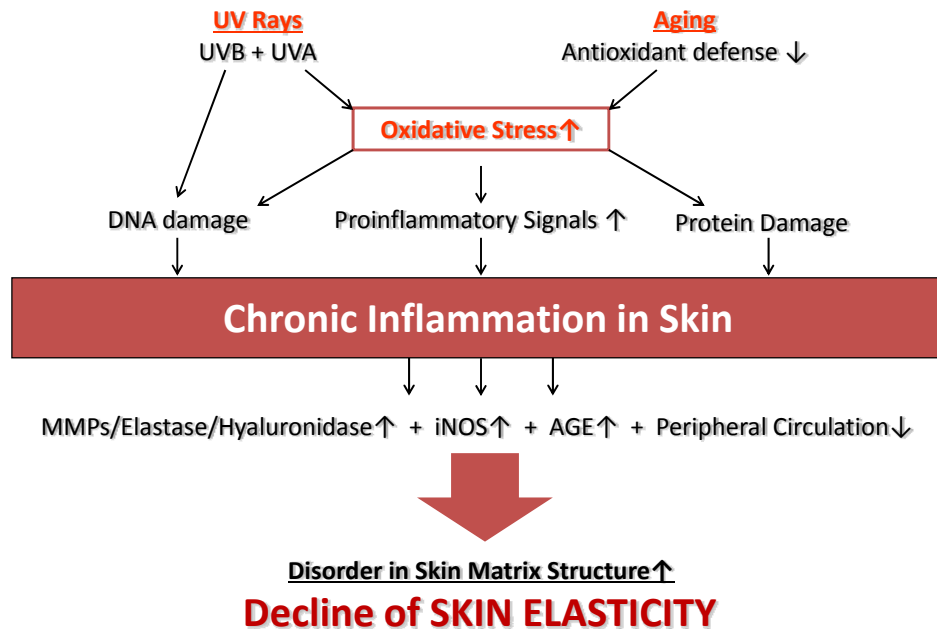 UV Rays
UVB + UVA
Aging
Antioxidant defense ↓
Oxidative Stress↑
DNA damage
Proinflammatory Signals ↑
Protein Damage
Chronic Inflammation in Skin
MMPs/Elastase/Hyaluronidase↑ + iNOS↑ + AGE↑ + Peripheral Circulation↓
Disorder in Skin Matrix Structure↑
Decline of SKIN ELASTICITY